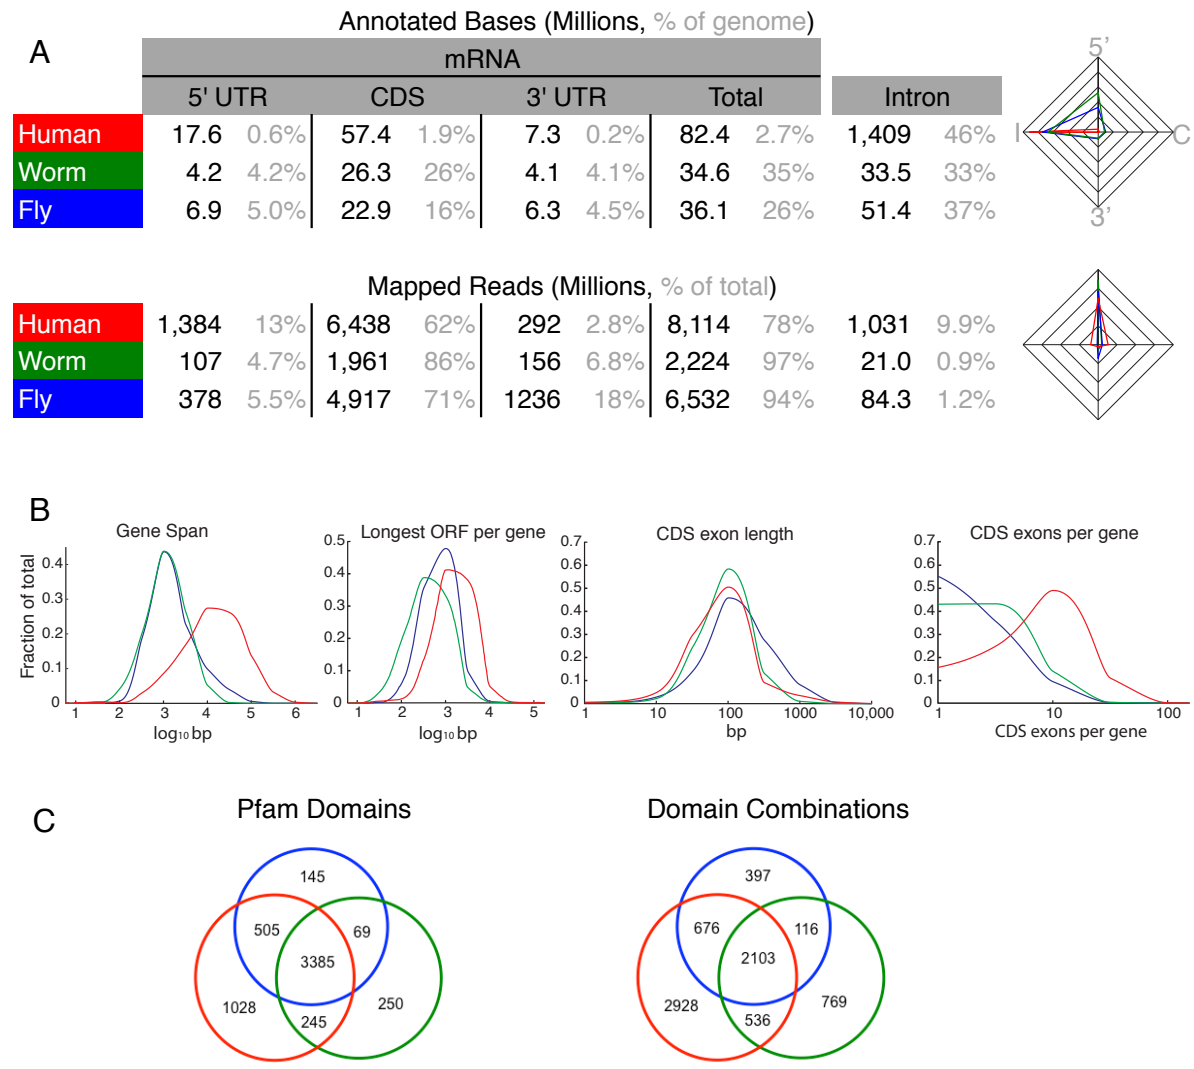 A
Annotated Bases (Millions, % of genome)
mRNA
5' UTR CDS 3' UTR Total Intron
Human 17.6 0.6% 57.4 1.9% 7.3 0.2% 82.4 2.7% 1,409 46%
Worm 4.2 4.2% 26.3 26% 4.1 4.1% 34.6 35% 33.5 33%
Fly 6.9 5.0% 22.9 16% 6.3 4.5% 36.1 26% 51.4 37%
5'
I C
3'
Mapped Reads (Millions, % of total)
Human 1,384 13% 6,438 62% 292 2.8% 8,114 78% 1,031 9.9%
Worm 107 4.7% 1,961 86% 156 6.8% 2,224 97% 21.0 0.9%
Fly 378 5.5% 4,917 71% 1236 18% 6,532 94% 84.3 1.2%
B
Gene Span
Fraction of total
0.4
0.3
0.2
0.1
0
1 2 3 4 5 6
log10 bp
Longest ORF per gene
0.5
0.4
0.3
0.2
0.1
0
1 2 3 4 5
log10 bp
CDS exon length
0.7
0.6
0.5
0.4
0.3
0.2
0.1
0
1 10 100 1000 10,000
bp
CDS exons per gene
0.7
0.6
0.5
0.4
0.3
0.2
0.1
0
1 10 100
CDS exons per gene
C
Pfam Domains
145
505 69
3385
1028 250
245
Domain Combinations
397
676 116
2103
2928 769
536